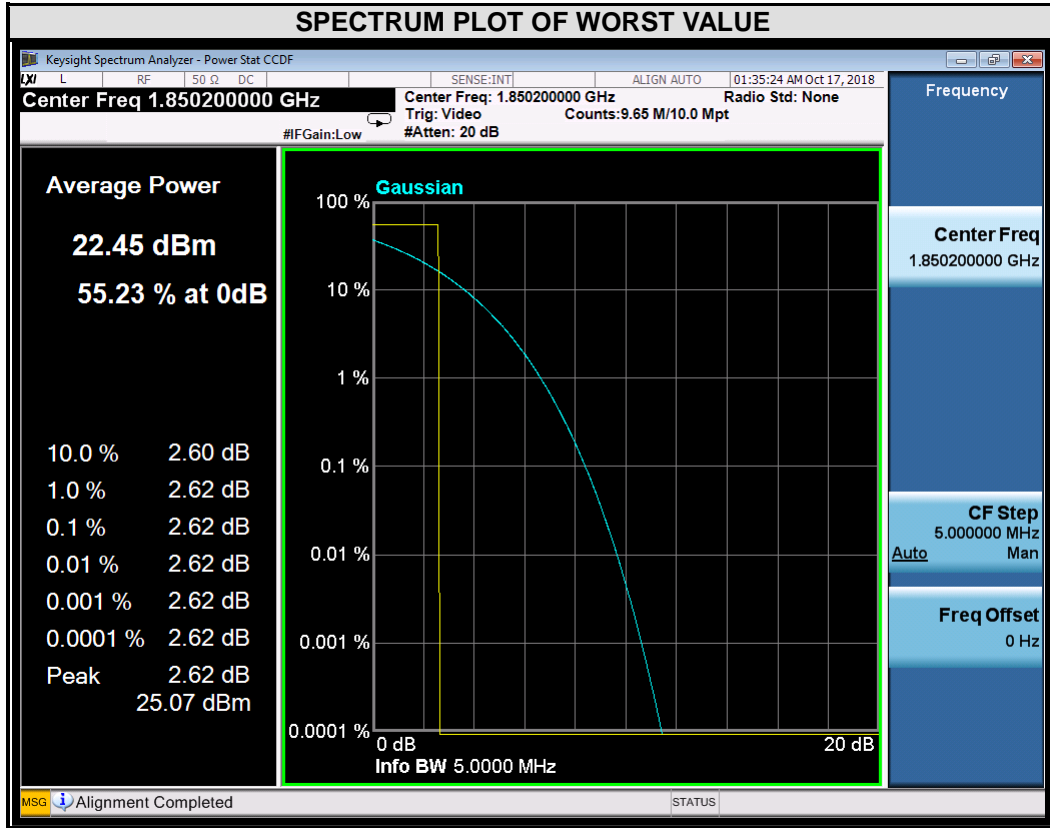 SPECTRUM PLOT OF WORST VALUE
Keysight Spectrum Analyzer - Power Stat CCDF
LXI L RF 50 Ω DC SENSE:INT ALIGN AUTO 01:35:24 AM Oct 17, 2018
Center Freq 1.850200000 GHz
Center Freq: 1.850200000 GHz Radio Std: None
Trig: Video Counts:9.65 M/10.0 Mpt
#IFGain:Low #Atten: 20 dB
Frequency
Average Power
22.45 dBm
55.23 % at 0dB
10.0 % 2.60 dB
1.0 % 2.62 dB
0.1 % 2.62 dB
0.01 % 2.62 dB
0.001 % 2.62 dB
0.0001 % 2.62 dB
Peak 2.62 dB
25.07 dBm
Gaussian
100 %
10 %
1 %
0.1 %
0.01 %
0.001 %
0.0001 %
0 dB 20 dB
Info BW 5.0000 MHz
Center Freq
1.850200000 GHz
CF Step
5.000000 MHz
Auto Man
Freq Offset
0 Hz
MSG Alignment Completed STATUS